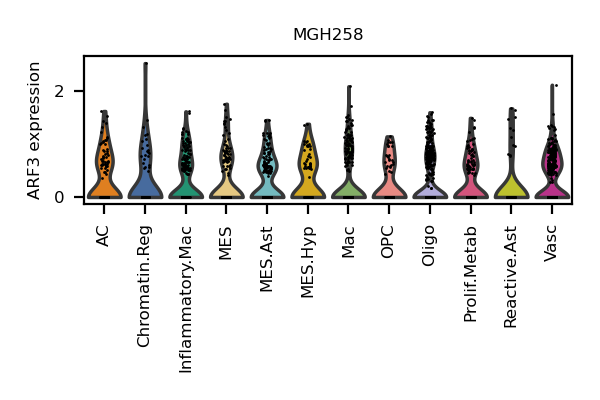 MGH258
ARF3 expression
2
0
AC
Chromatin.Reg
Inflammatory.Mac
MES
MES.Ast
MES.Hyp
Mac
OPC
Oligo
Prolif.Metab
Reactive.Ast
Vasc